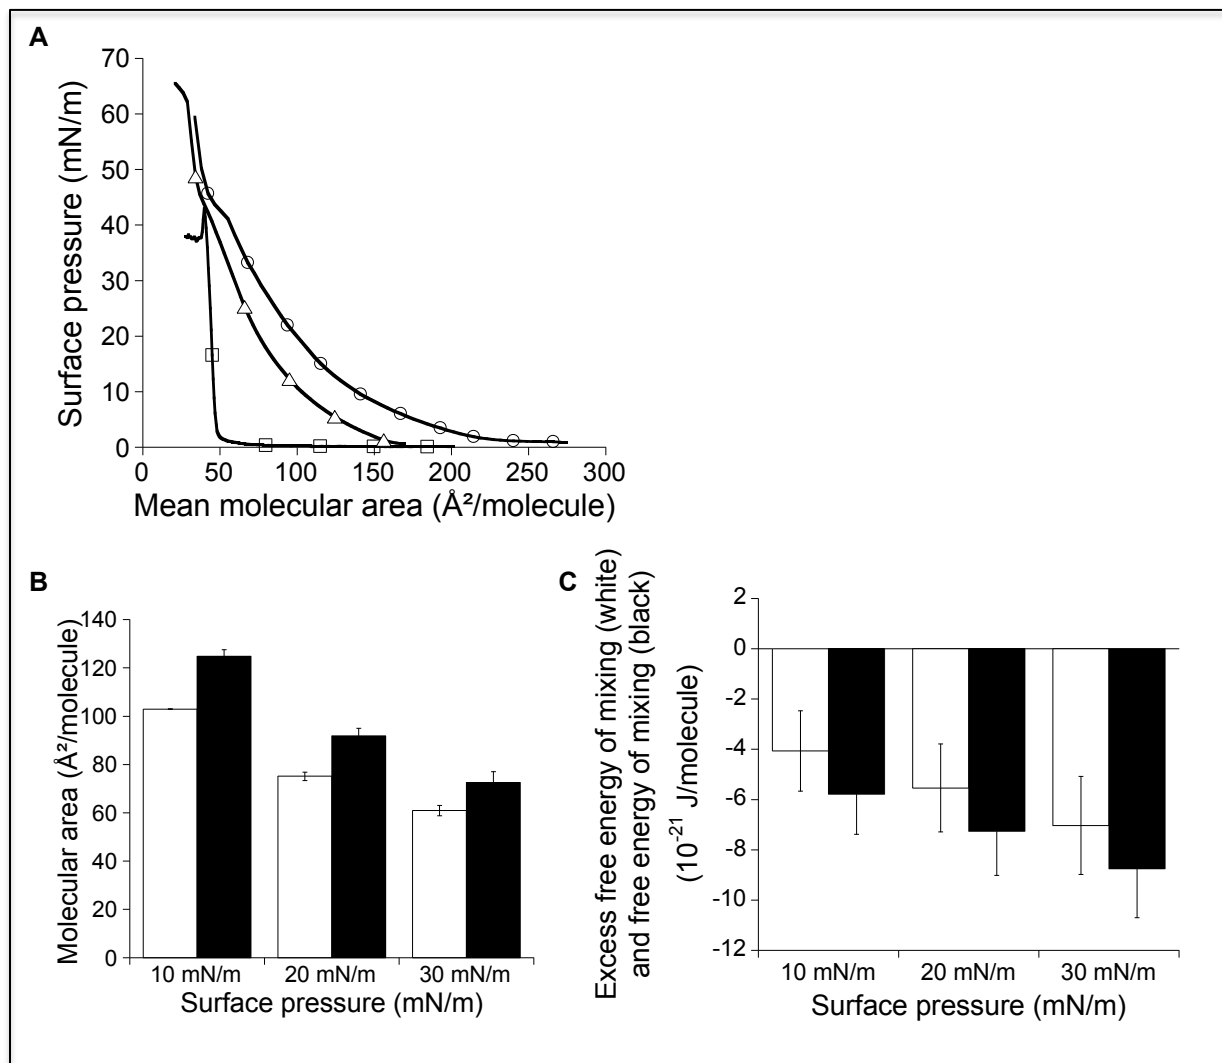 A
70
60
50
40
30
20
10
0
Surface pressure (mN/m)
0 50 100 150 200 250 300
Mean molecular area (Å²/molecule)
B
140
120
100
80
60
40
20
0
Molecular area (Å²/molecule)
10 mN/m 20 mN/m 30 mN/m
Surface pressure (mN/m)
C
Excess free energy of mixing (white)
and free energy of mixing (black)
(10⁻²¹ J/molecule)
2
0
-2
-4
-6
-8
-10
-12
10 mN/m 20 mN/m 30 mN/m
Surface pressure (mN/m)